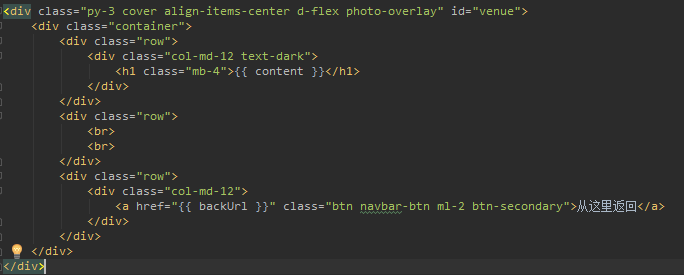 <div class="py-3 cover align-items-center d-flex photo-overlay" id="venue">
<div class="container">
<div class="row">
<div class="col-md-12 text-dark">
<h1 class="mb-4">{{ content }}</h1>
</div>
</div>
<div class="row">
<br>
<br>
</div>
<div class="row">
<div class="col-md-12">
<a href="{{ backUrl }}" class="btn navbar-btn ml-2 btn-secondary">从这里返回</a>
</div>
</div>
</div>
</div>